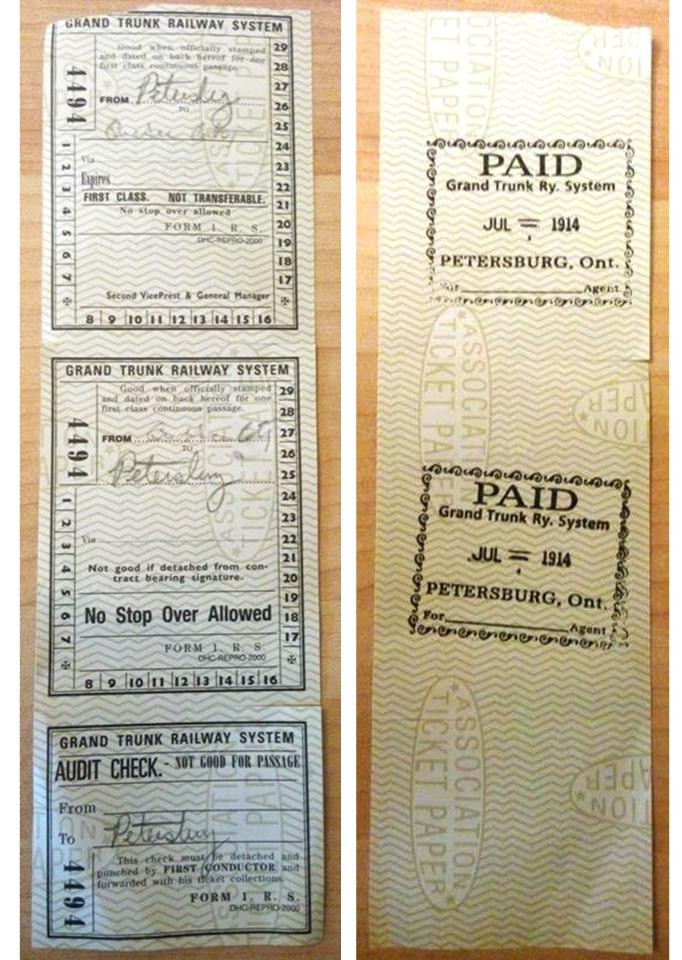 GRAND TRUNK RAILWAY SYSTEM
Good when officially stamped
and dated on back hereof for one
first class continuous passage.
4494
FROM Petersburg
TO
Via
Expires
FIRST CLASS. NOT TRANSFERABLE.
No stop over allowed
FORM I. R. S.
DHC-REPRO-2000
Second VicePrest & General Manager
1 2 3 4 5 6 7
8 9 10 11 12 13 14 15 16
29 28 27 26 25 24 23 22 21 20 19 18 17
GRAND TRUNK RAILWAY SYSTEM
Good when officially stamped
and dated on back hereof for one
first class continuous passage.
4494
FROM
TO
Petersburg
Via
Not good if detached from con-
tract bearing signature.
No Stop Over Allowed
FORM I. R. S.
DHC-REPRO-2000
1 2 3 4 5 6 7
8 9 10 11 12 13 14 15 16
29 28 27 26 25 24 23 22 21 20 19 18 17
GRAND TRUNK RAILWAY SYSTEM
AUDIT CHECK.- NOT GOOD FOR PASSAGE
From
To Petersburg
4494
This check must be detached and
punched by FIRST CONDUCTOR and
forwarded with his ticket collections.
FORM I. R. S.
DHC-REPRO-2000
PAID
Grand Trunk Ry. System
JUL 1914
PETERSBURG, Ont.
For Agent
PAID
Grand Trunk Ry. System
JUL 1914
PETERSBURG, Ont.
For Agent
ASSOCIATION
TICKET PAPER